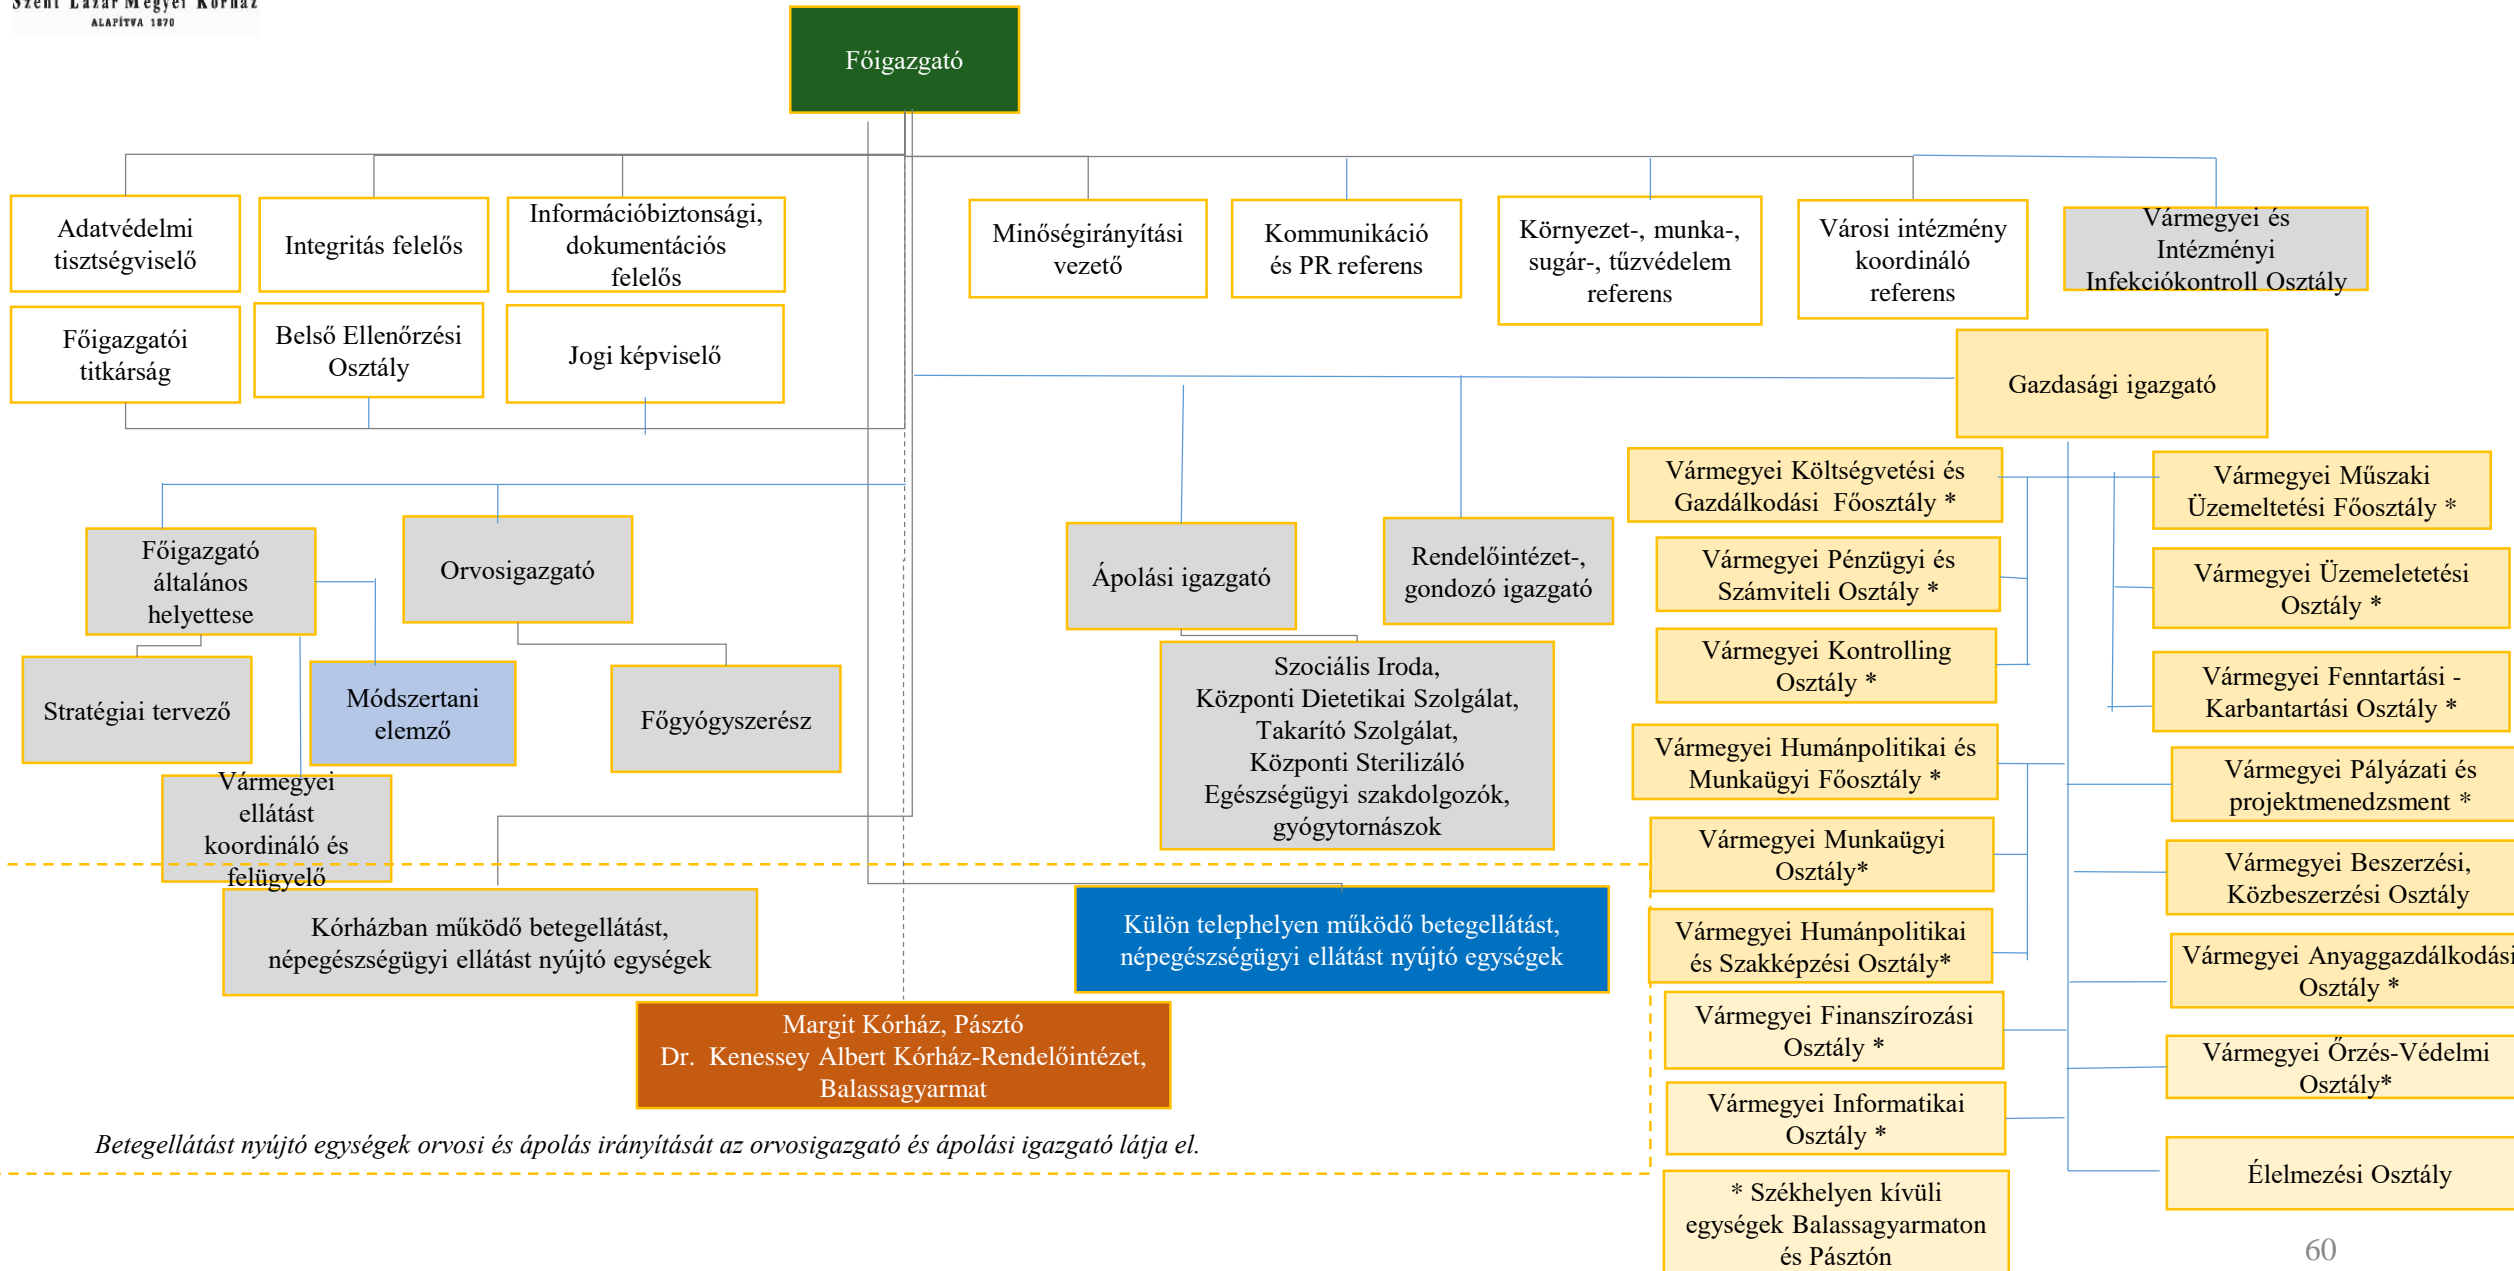 Szent Lázár Megyei Kórház
ALAPÍTVA 1870
Főigazgató
Adatvédelmi
tisztségviselő
Integritás felelős
Információbiztonsági,
dokumentációs
felelős
Minőségirányítási
vezető
Kommunikáció
és PR referens
Környezet-, munka-,
sugár-, tűzvédelem
referens
Városi intézmény
koordináló
referens
Vármegyei és
Intézményi
Infekciókontroll Osztály
Főigazgatói
titkárság
Belső Ellenőrzési
Osztály
Jogi képviselő
Gazdasági igazgató
Főigazgató
általános
helyettese
Orvosigazgató
Ápolási igazgató
Rendelőintézet-,
gondozó igazgató
Stratégiai tervező
Módszertani
elemző
Főgyógyszerész
Vármegyei
ellátást
koordináló és
felügyelő
Szociális Iroda,
Központi Dietetikai Szolgálat,
Takarító Szolgálat,
Központi Sterilizáló
Egészségügyi szakdolgozók,
gyógytornászok
Vármegyei Költségvetési és
Gazdálkodási  Főosztály *
Vármegyei Pénzügyi és
Számviteli Osztály *
Vármegyei Kontrolling
Osztály *
Vármegyei Humánpolitikai és
Munkaügyi Főosztály *
Vármegyei Munkaügyi
Osztály*
Vármegyei Humánpolitikai
és Szakképzési Osztály*
Vármegyei Finanszírozási
Osztály *
Vármegyei Informatikai
Osztály *
* Székhelyen kívüli
egységek Balassagyarmaton
és Pásztón
Vármegyei Műszaki
Üzemeltetési Főosztály *
Vármegyei Üzemeletetési
Osztály *
Vármegyei Fenntartási -
Karbantartási Osztály *
Vármegyei Pályázati és
projektmenedzsment *
Vármegyei Beszerzési,
Közbeszerzési Osztály
Vármegyei Anyaggazdálkodási
Osztály *
Vármegyei Őrzés-Védelmi
Osztály*
Élelmezési Osztály
Kórházban működő betegellátást,
népegészségügyi ellátást nyújtó egységek
Külön telephelyen működő betegellátást,
népegészségügyi ellátást nyújtó egységek
Margit Kórház, Pásztó
Dr.  Kenessey Albert Kórház-Rendelőintézet,
Balassagyarmat
Betegellátást nyújtó egységek orvosi és ápolás irányítását az orvosigazgató és ápolási igazgató látja el.
60